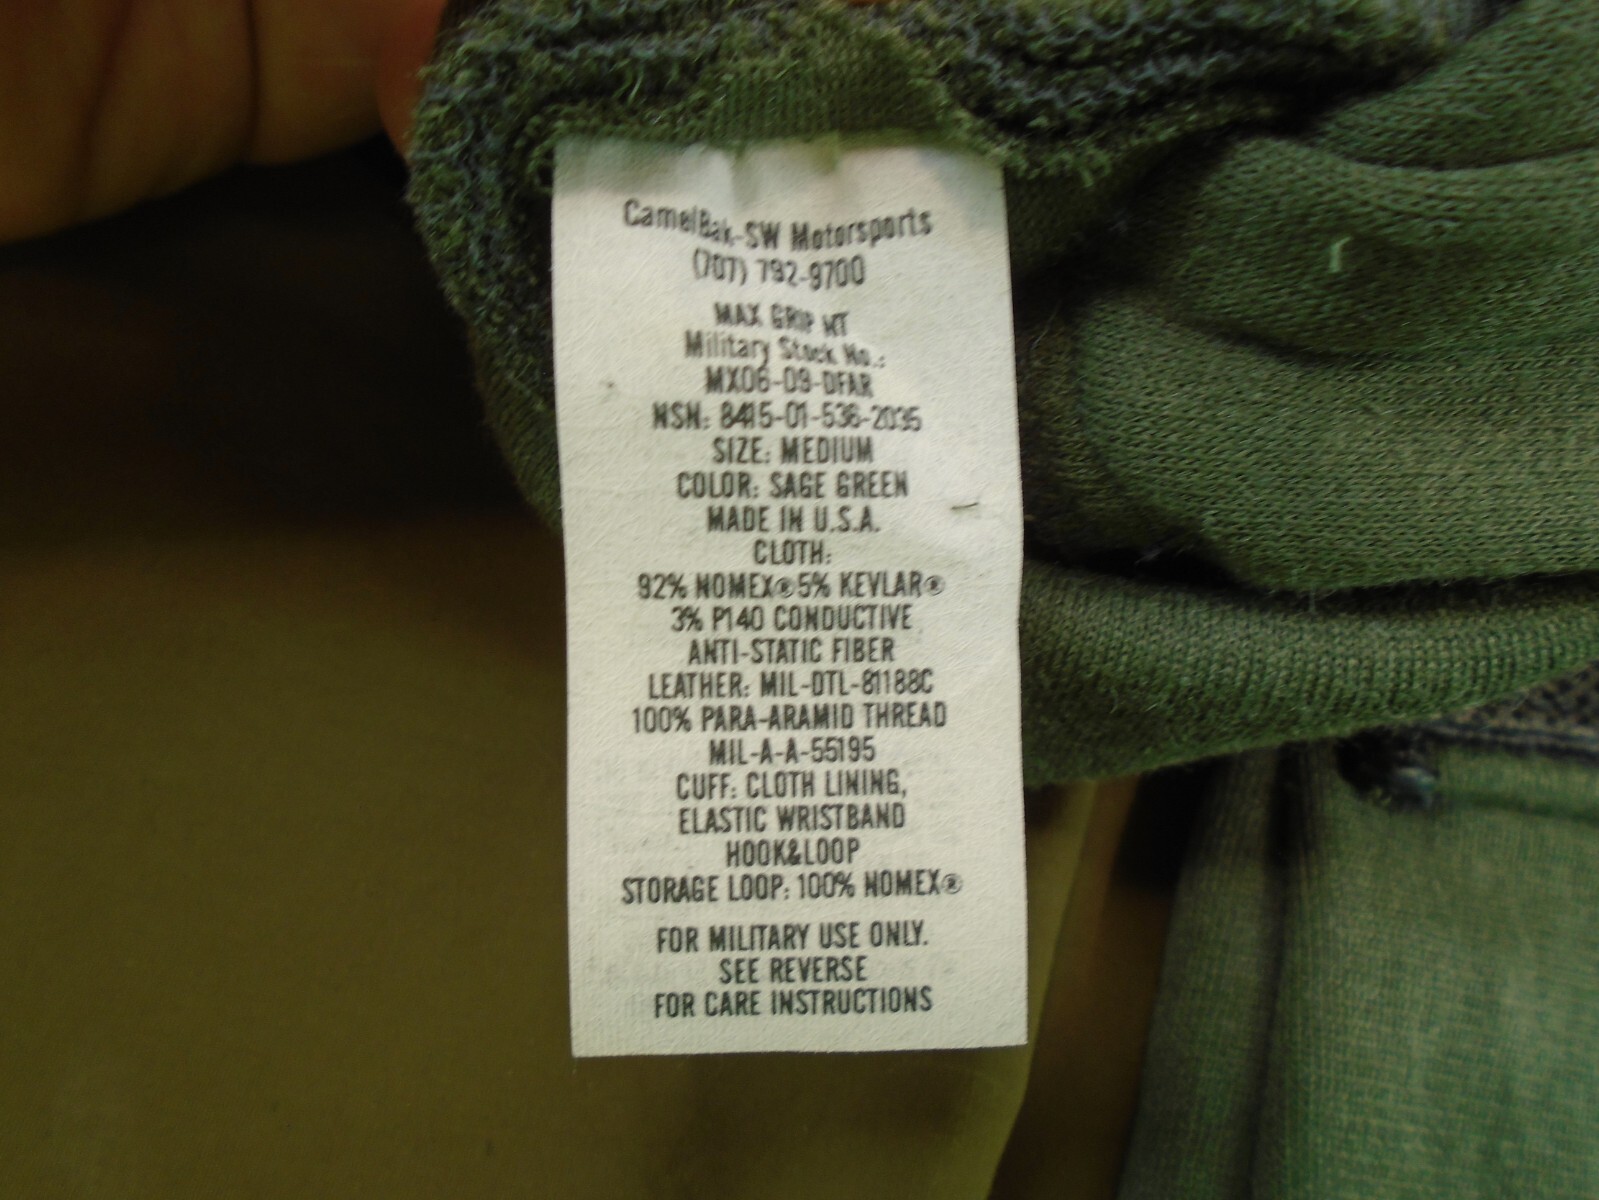 CamelBak-SW Motorsports
(707) 792-9700
MAX GRIP NT
Military Stock No.:
MX06-09-DFAR
NSN: 8415-01-536-2035
SIZE: MEDIUM
COLOR: SAGE GREEN
MADE IN U.S.A.
CLOTH:
92% NOMEX®5% KEVLAR®
3% P140 CONDUCTIVE
ANTI-STATIC FIBER
LEATHER: MIL-DTL-81188C
100% PARA-ARAMID THREAD
MIL-A-A-55195
CUFF: CLOTH LINING,
ELASTIC WRISTBAND
HOOK&LOOP
STORAGE LOOP: 100% NOMEX®
FOR MILITARY USE ONLY.
SEE REVERSE
FOR CARE INSTRUCTIONS